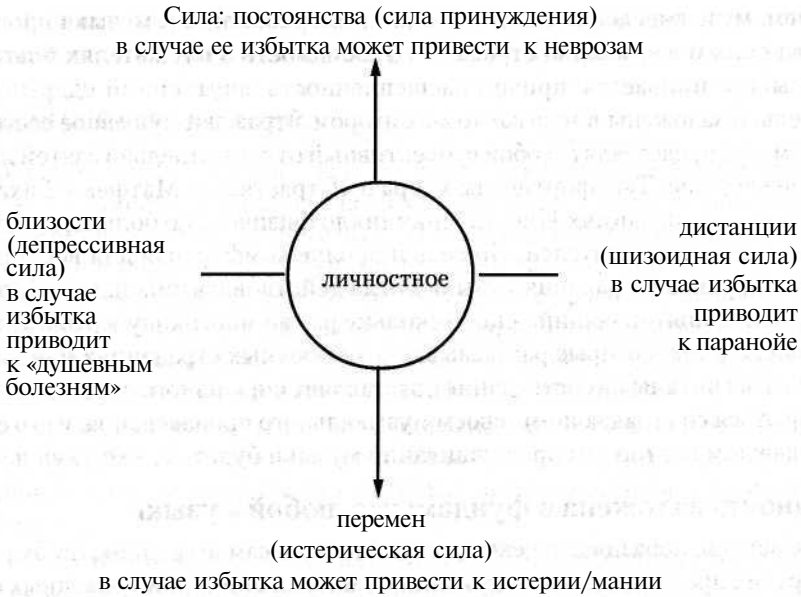 Сила: постоянства (сила принуждения)
в случае ее избытка может привести к неврозам
близости
(депрессивная
сила)
в случае
избытка
приводит
к «душевным
болезням»
личностное
дистанции
(шизоидная сила)
в случае избытка
приводит
к паранойе
перемен
(истерическая сила)
в случае избытка может привести к истерии/мании